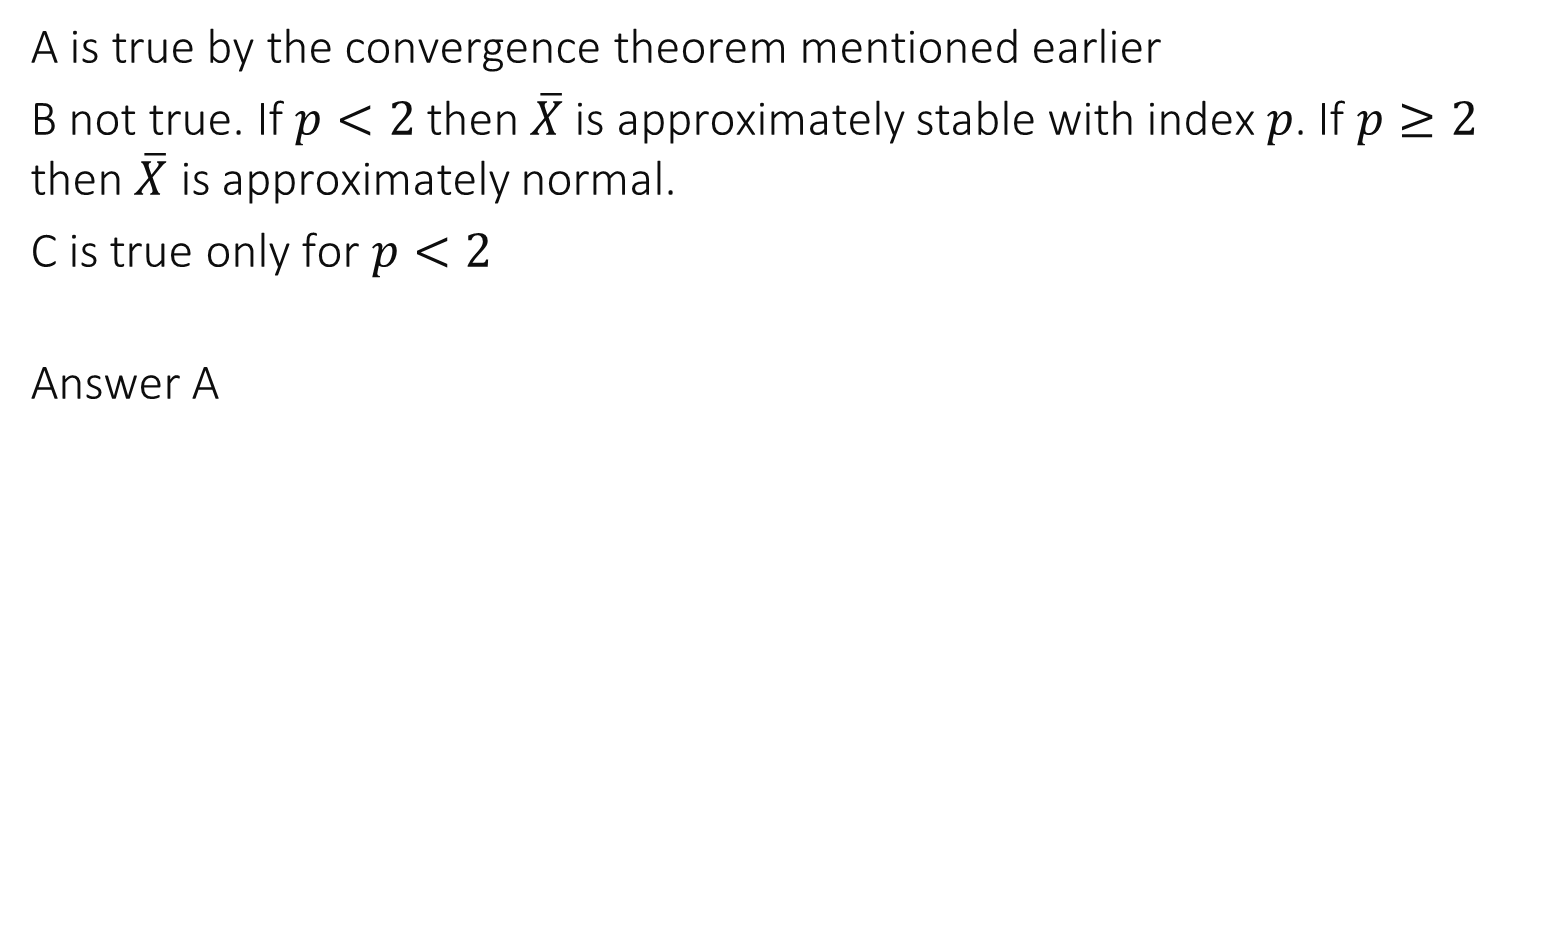 A is true by the convergence theorem mentioned earlier
B not true. If p < 2 then X̄ is approximately stable with index p. If p ≥ 2
then X̄ is approximately normal.
C is true only for p < 2
Answer A